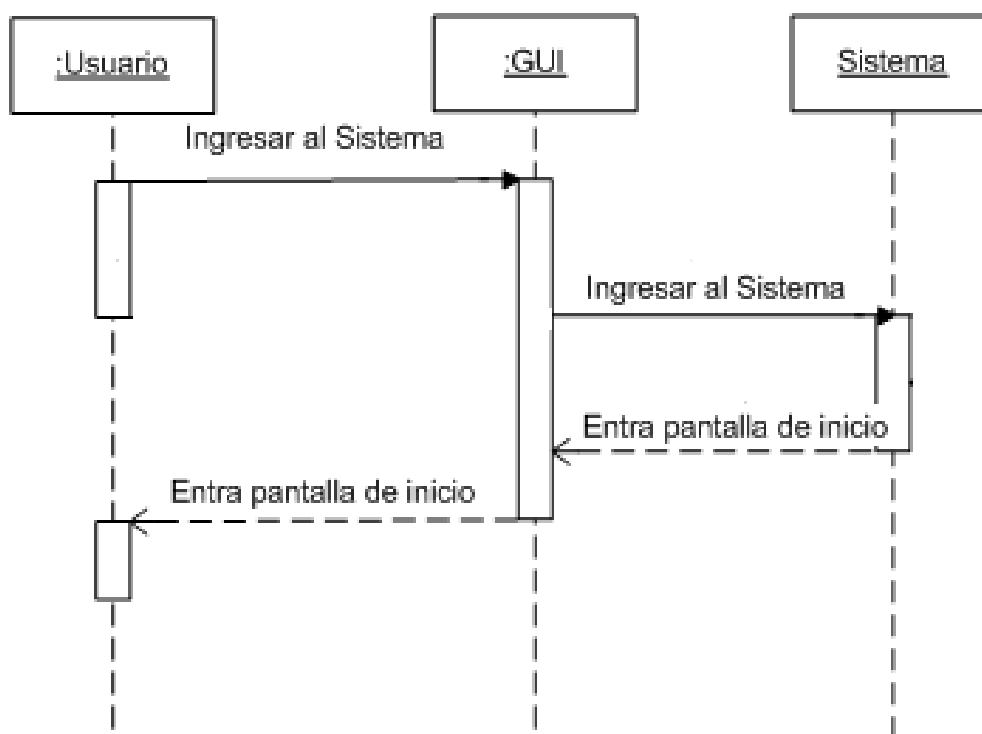 :Usuario
:GUI
Sistema
Ingresar al Sistema
Ingresar al Sistema
Entra pantalla de inicio
Entra pantalla de inicio